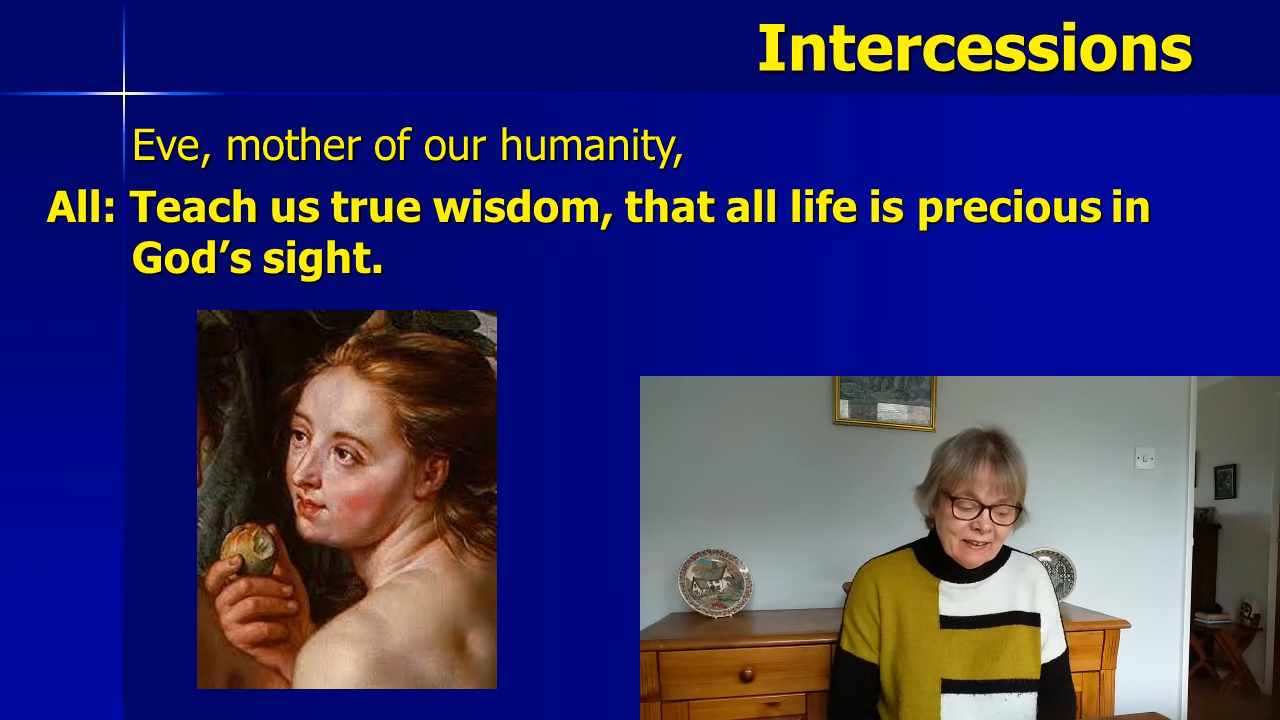 Intercessions
Eve, mother of our humanity,
All: Teach us true wisdom, that all life is precious in
God’s sight.